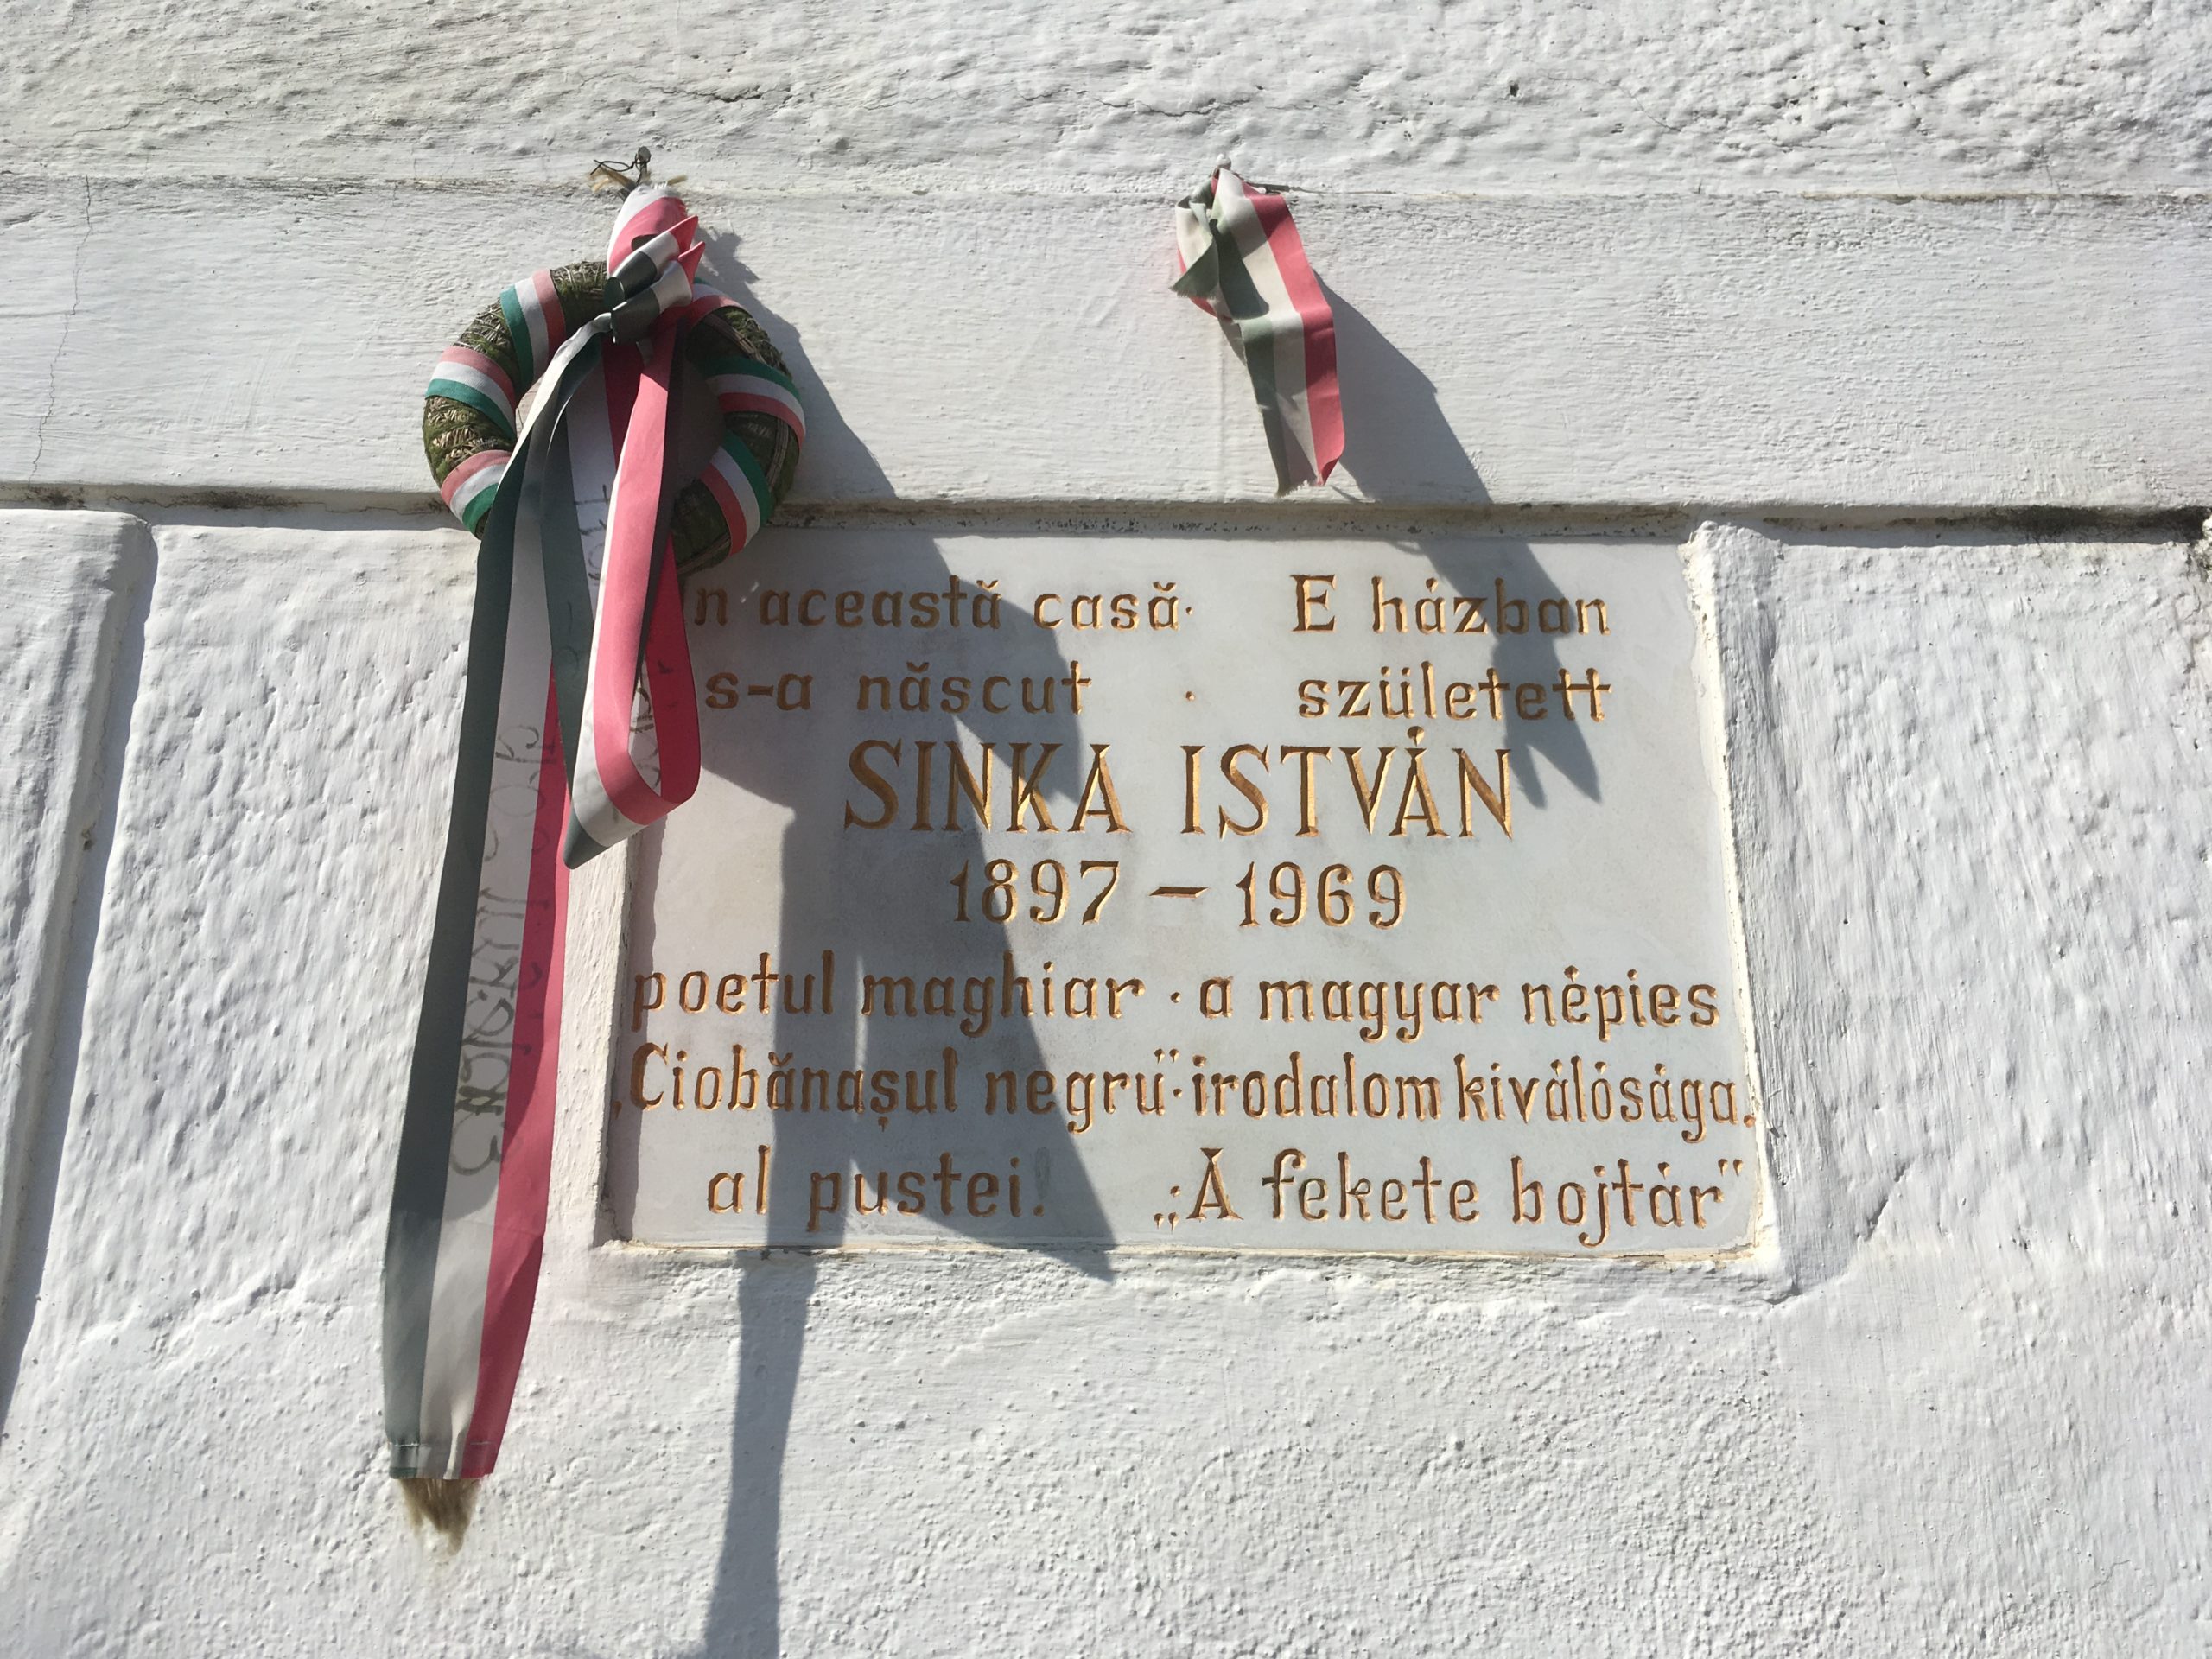 n această casă· E házban
s-a născut · született
SINKA ISTVÁN
1897 – 1969
poetul maghiar · a magyar népies
„Ciobănașul negru"· irodalom kiválósága.
al pustei! „A fekete bojtár"